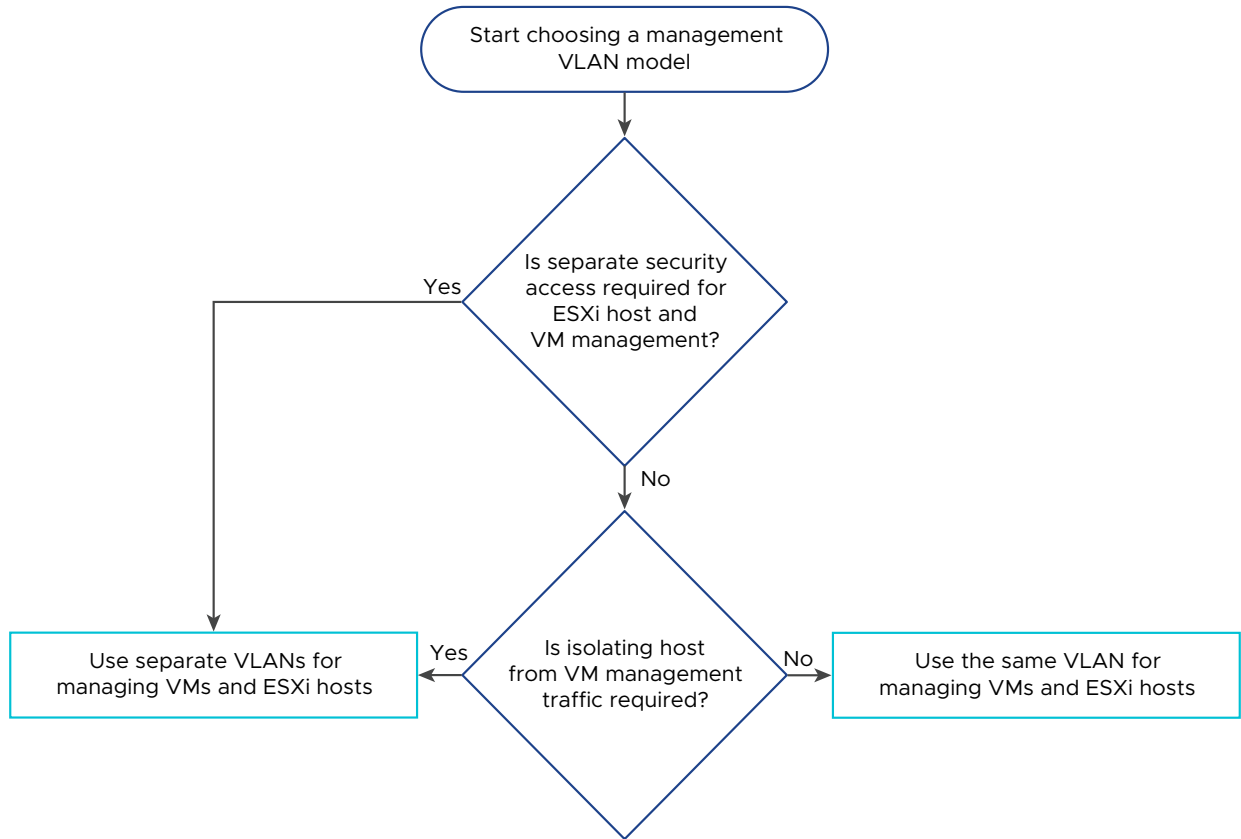 Start choosing a management
VLAN model
Is separate security
access required for
ESXi host and
VM management?
Yes
No
Is isolating host
from VM management
traffic required?
Yes
No
Use separate VLANs for
managing VMs and ESXi hosts
Use the same VLAN for
managing VMs and ESXi hosts